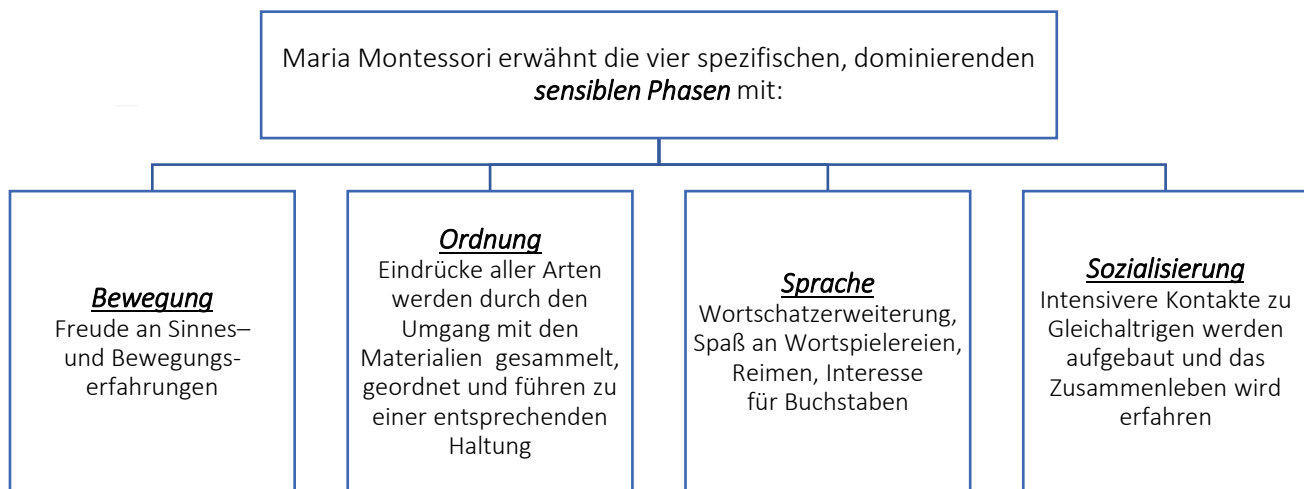 Maria Montessori erwähnt die vier spezifischen, dominierenden
sensiblen Phasen mit:
Bewegung
Freude an Sinnes–
und Bewegungs-
erfahrungen
Ordnung
Eindrücke aller Arten
werden durch den
Umgang mit den
Materialien gesammelt,
geordnet und führen zu
einer entsprechenden
Haltung
Sprache
Wortschatzerweiterung,
Spaß an Wortspielereien,
Reimen, Interesse
für Buchstaben
Sozialisierung
Intensivere Kontakte zu
Gleichaltrigen werden
aufgebaut und das
Zusammenleben wird
erfahren